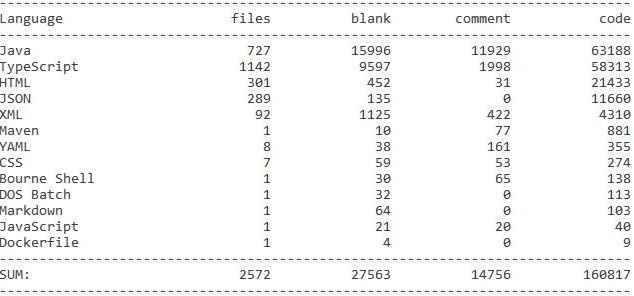 Language files blank comment code
Java 727 15996 11929 63188
TypeScript 1142 9597 1998 58313
HTML 301 452 31 21433
JSON 289 135 0 11660
XML 92 1125 422 4310
Maven 1 10 77 881
YAML 8 38 161 355
CSS 7 59 53 274
Bourne Shell 1 30 65 138
DOS Batch 1 32 0 113
Markdown 1 64 0 103
JavaScript 1 21 20 40
Dockerfile 1 4 0 9
SUM: 2572 27563 14756 160817